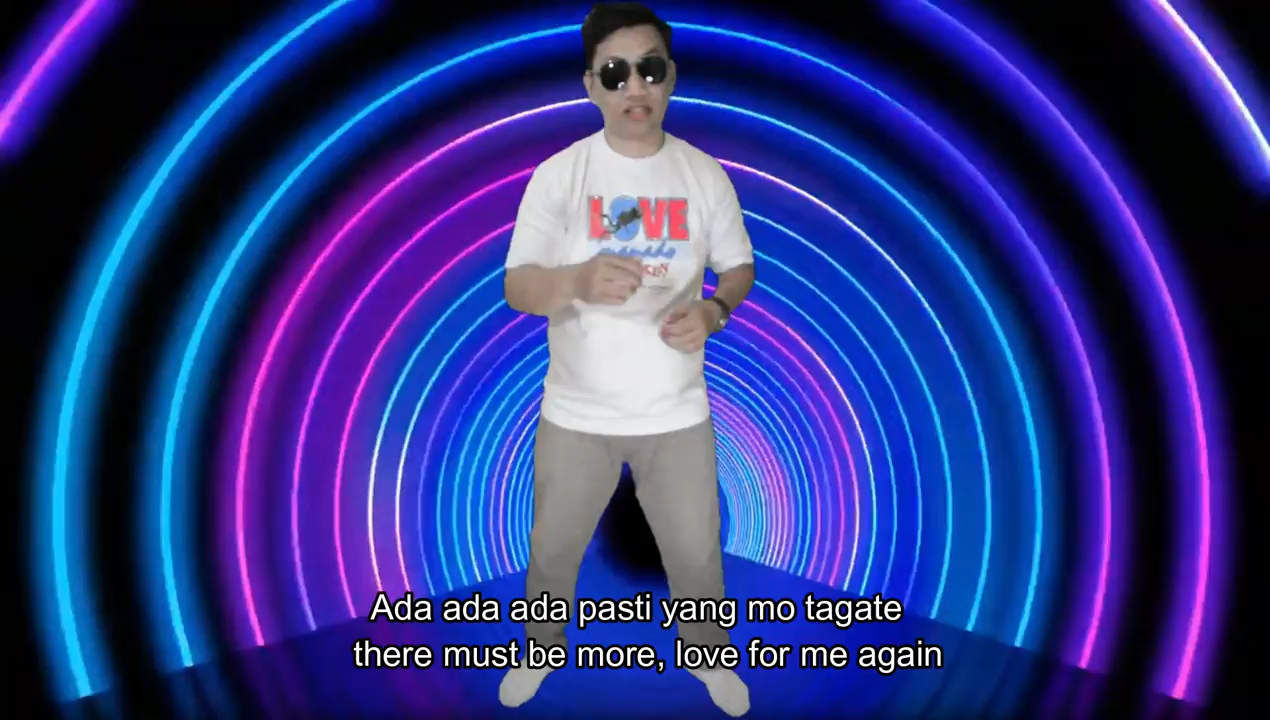 LOVE
Ada ada ada pasti yang mo tagate
there must be more, love for me again